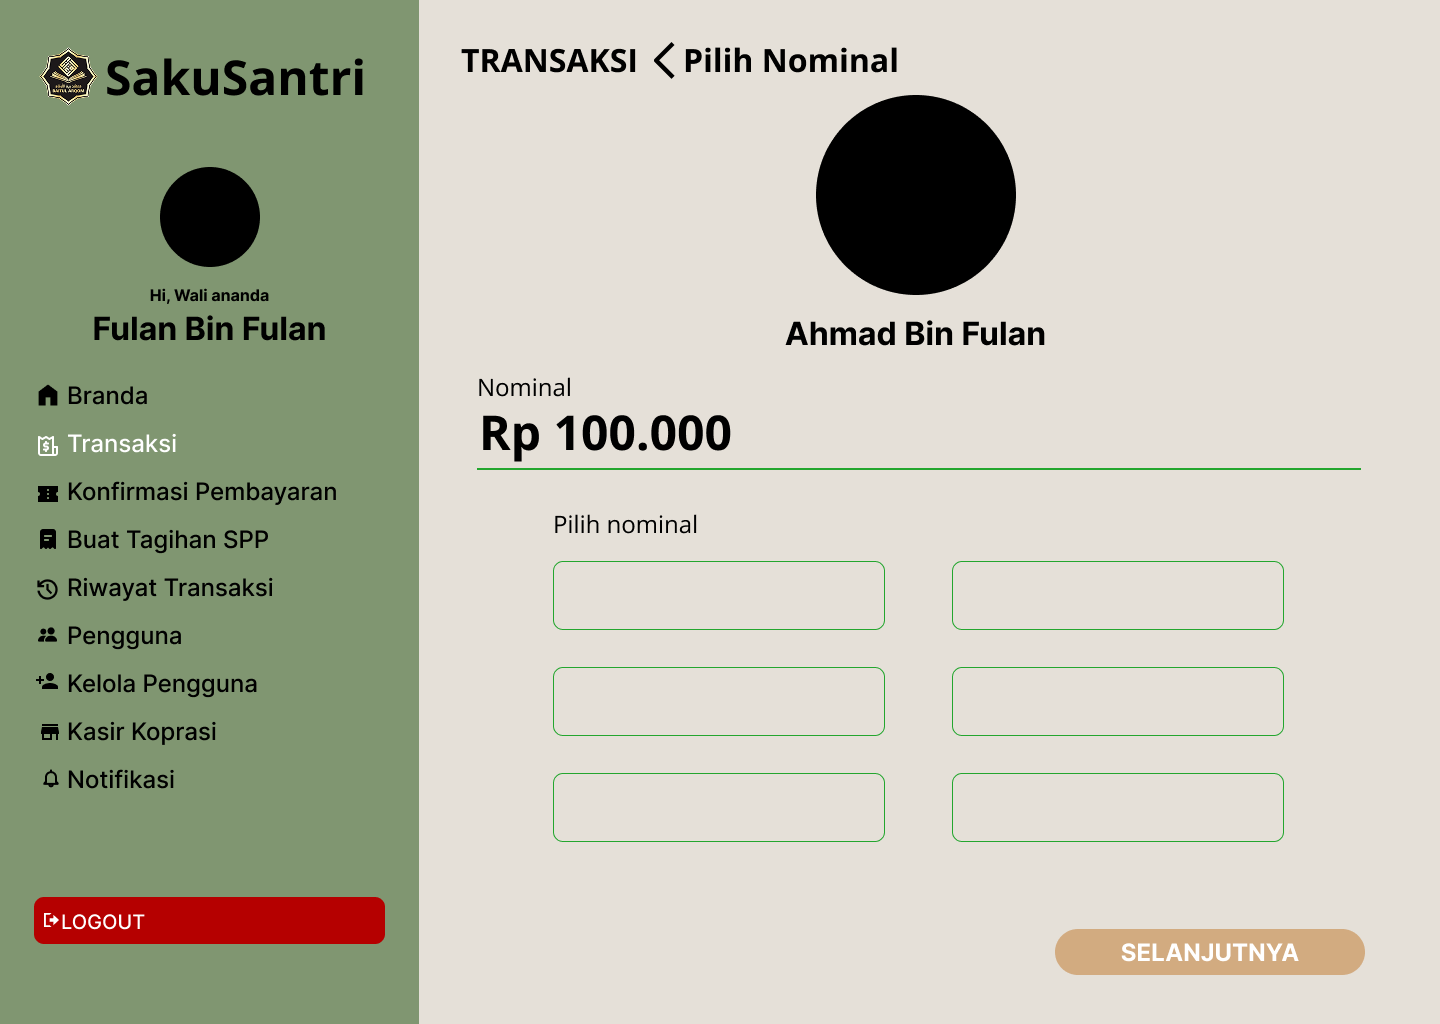 SakuSantri
Hi, Wali ananda
Fulan Bin Fulan
Branda
Transaksi
Konfirmasi Pembayaran
Buat Tagihan SPP
Riwayat Transaksi
Pengguna
Kelola Pengguna
Kasir Koprasi
Notifikasi
LOGOUT
TRANSAKSI Pilih Nominal
Ahmad Bin Fulan
Nominal
Rp 100.000
Pilih nominal
SELANJUTNYA